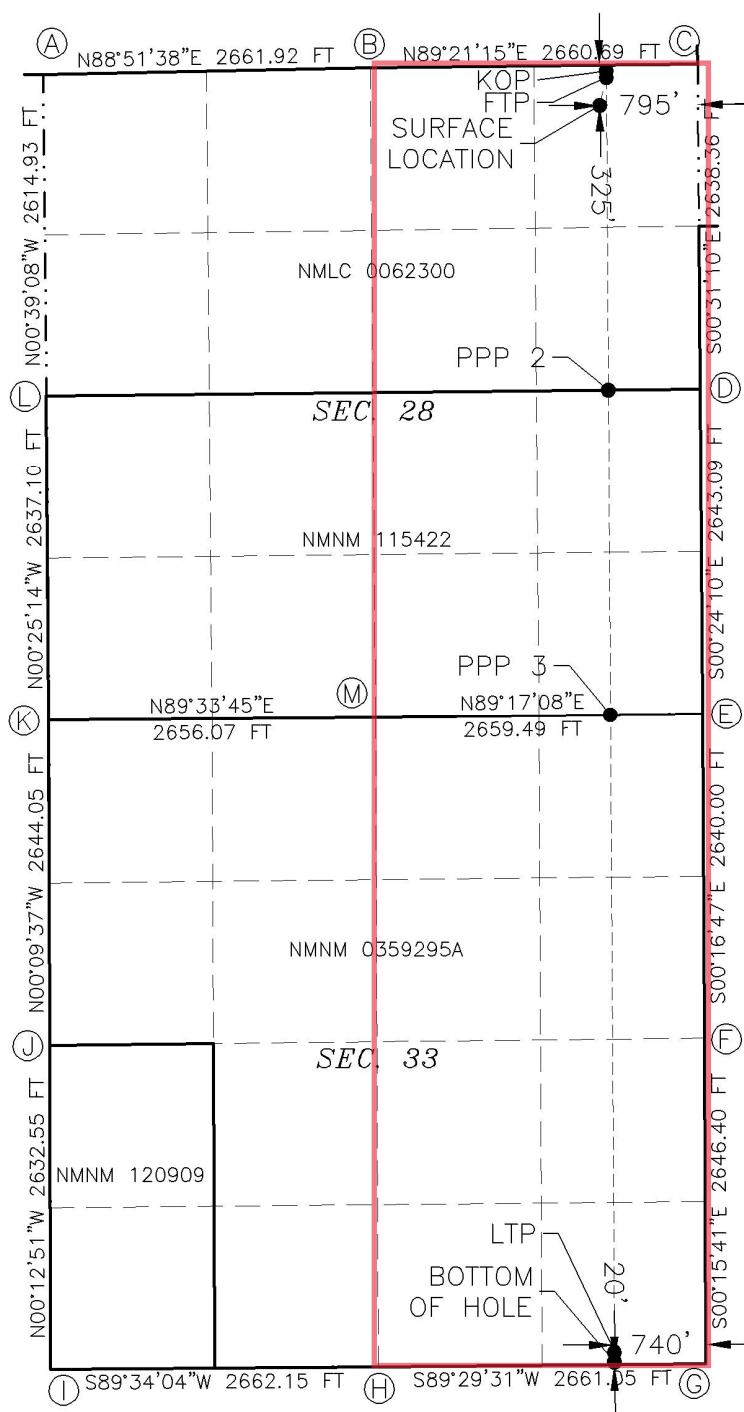 A
B
C
N88°51'38"E 2661.92 FT
N89°21'15"E 2660.69 FT
KOP
FTP
795'
SURFACE
LOCATION
325'
N00°39'08"W 2614.93 FT
S00°31'10"E 2638.36 FT
NMLC 0062300
PPP 2
L
D
SEC. 28
N00°25'14"W 2637.10 FT
S00°24'10"E 2643.09 FT
NMNM 115422
PPP 3
M
N89°33'45"E
2656.07 FT
N89°17'08"E
2659.49 FT
K
E
N00°09'37"W 2644.05 FT
S00°16'47"E 2640.00 FT
NMNM 0359295A
J
F
SEC. 33
N00°12'51"W 2632.55 FT
S00°15'41"E 2646.40 FT
NMNM 120909
LTP
BOTTOM
OF HOLE
20'
740'
I
S89°34'04"W 2662.15 FT
H
S89°29'31"W 2661.05 FT
G